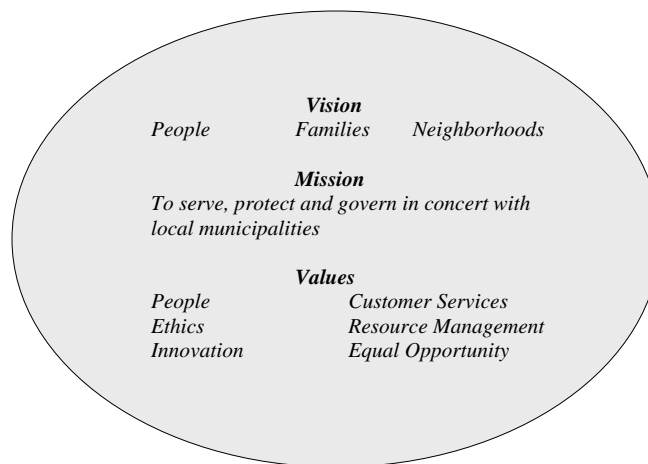 Vision
People Families Neighborhoods
Mission
To serve, protect and govern in concert with
local municipalities
Values
People Customer Services
Ethics Resource Management
Innovation Equal Opportunity